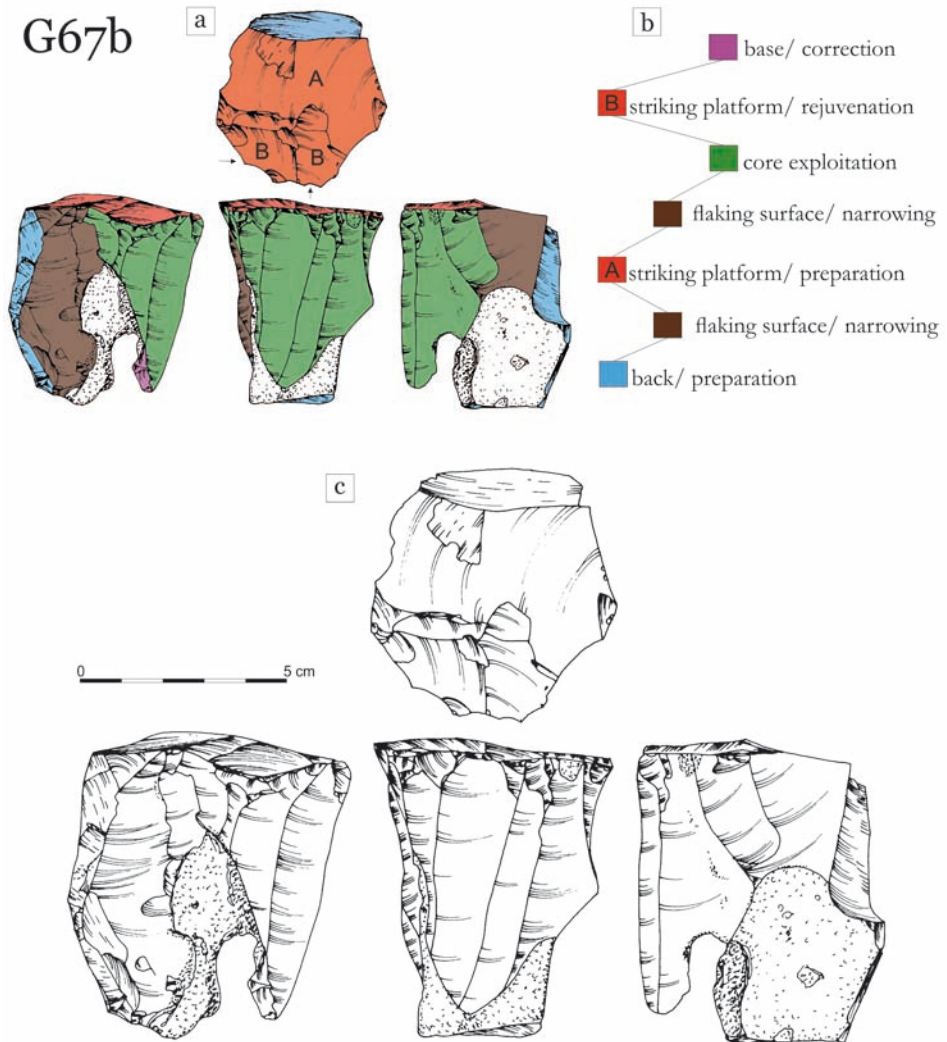 G67b
a
b
A
B
B
base/ correction
B striking platform/ rejuvenation
core exploitation
flaking surface/ narrowing
A striking platform/ preparation
flaking surface/ narrowing
back/ preparation
c
0 5 cm